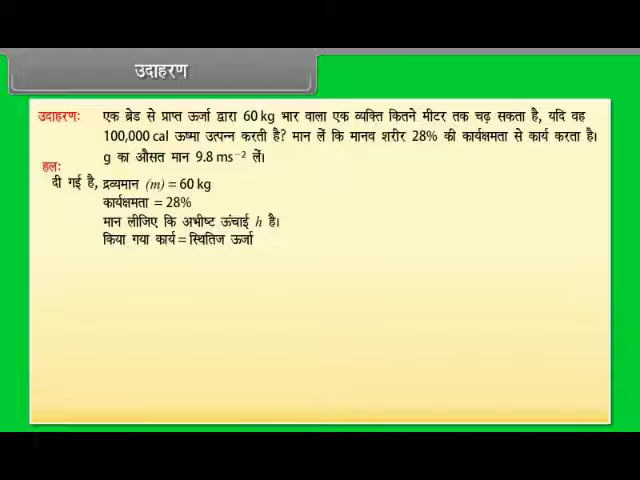 उदाहरण
उदाहरणः एक ब्रेड से प्राप्त ऊर्जा द्वारा 60 kg भार वाला एक व्यक्ति कितने मीटर तक चढ़ सकता है, यदि वह
100,000 cal ऊष्मा उत्पन्न करती है? मान लें कि मानव शरीर 28% की कार्यक्षमता से कार्य करता है।
g का औसत मान 9.8 ms⁻² लें।
हलः
दी गई है, द्रव्यमान (m) = 60 kg
कार्यक्षमता = 28%
मान लीजिए कि अभीष्ट ऊंचाई h है।
किया गया कार्य = स्थितिज ऊर्जा